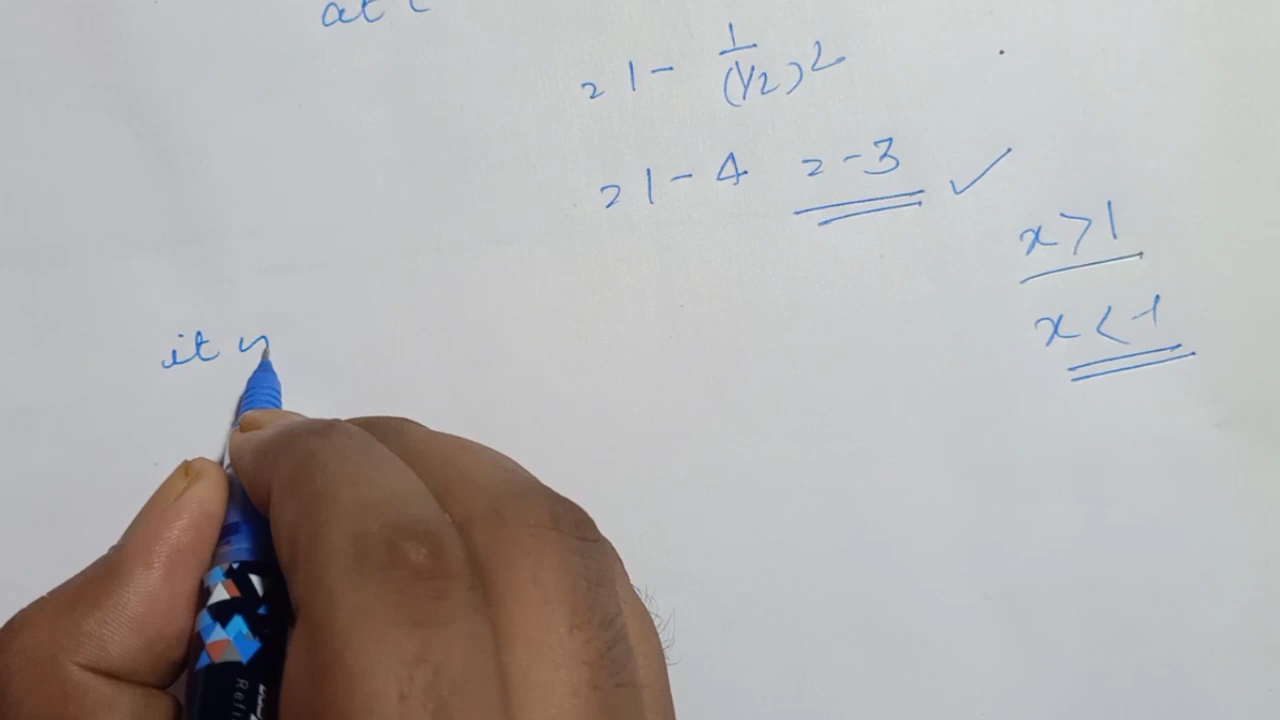 at
= 1 - 1/(1/2)2
= 1 - 4 = -3 ✓
x > 1
x < -1
it